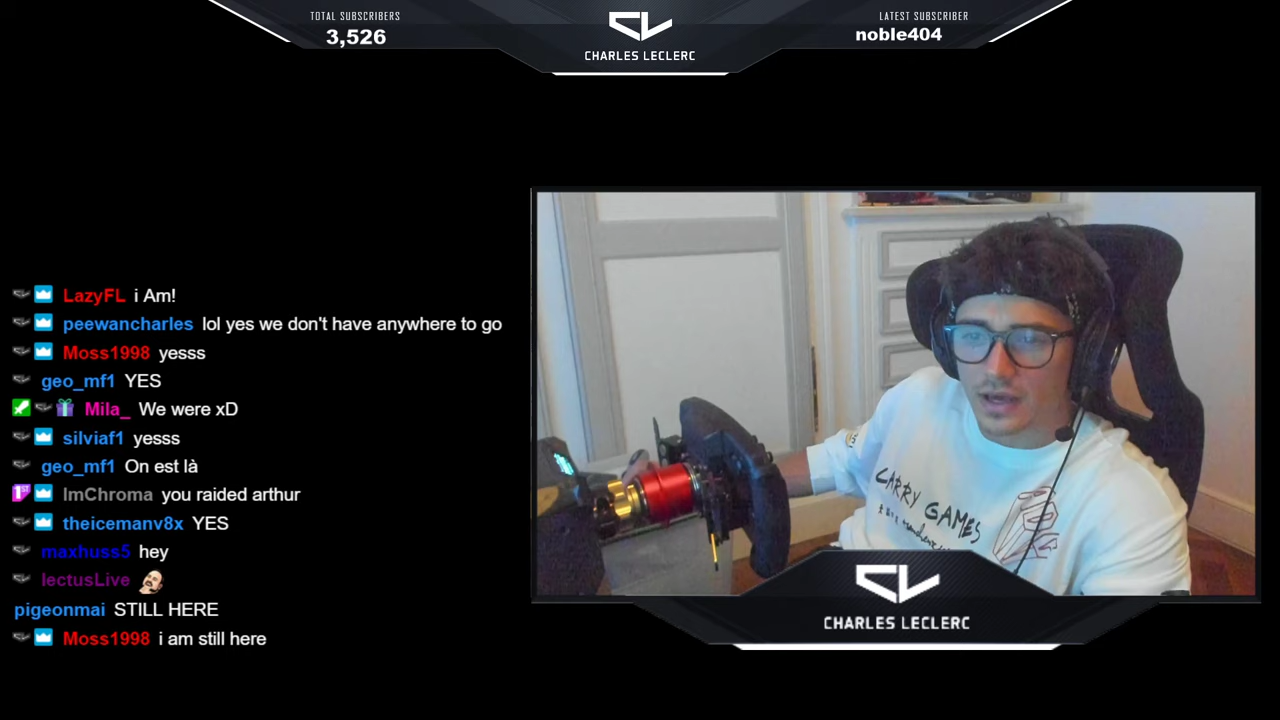 TOTAL SUBSCRIBERS
3,526
CHARLES LECLERC
LATEST SUBSCRIBER
noble404
LazyFL i Am!
peewancharles lol yes we don't have anywhere to go
Moss1998 yesss
geo_mf1 YES
Mila_ We were xD
silviaf1 yesss
geo_mf1 On est là
1ST ImChroma you raided arthur
theicemanv8x YES
maxhuss5 hey
lectusLive
pigeonmai STILL HERE
Moss1998 i am still here
CARRY GAMES
CHARLES LECLERC